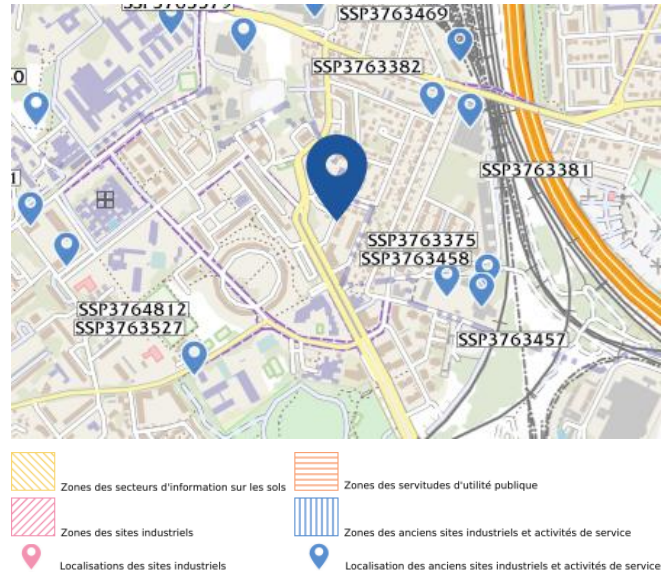 SSP3763469
SSP3763382
SSP3763381
SSP3763375
SSP3763458
SSP3764812
SSP3763527
SSP3763457
Zones des secteurs d'information sur les sols
Zones des servitudes d'utilité publique
Zones des sites industriels
Zones des anciens sites industriels et activités de service
Localisations des sites industriels
Localisation des anciens sites industriels et activités de service